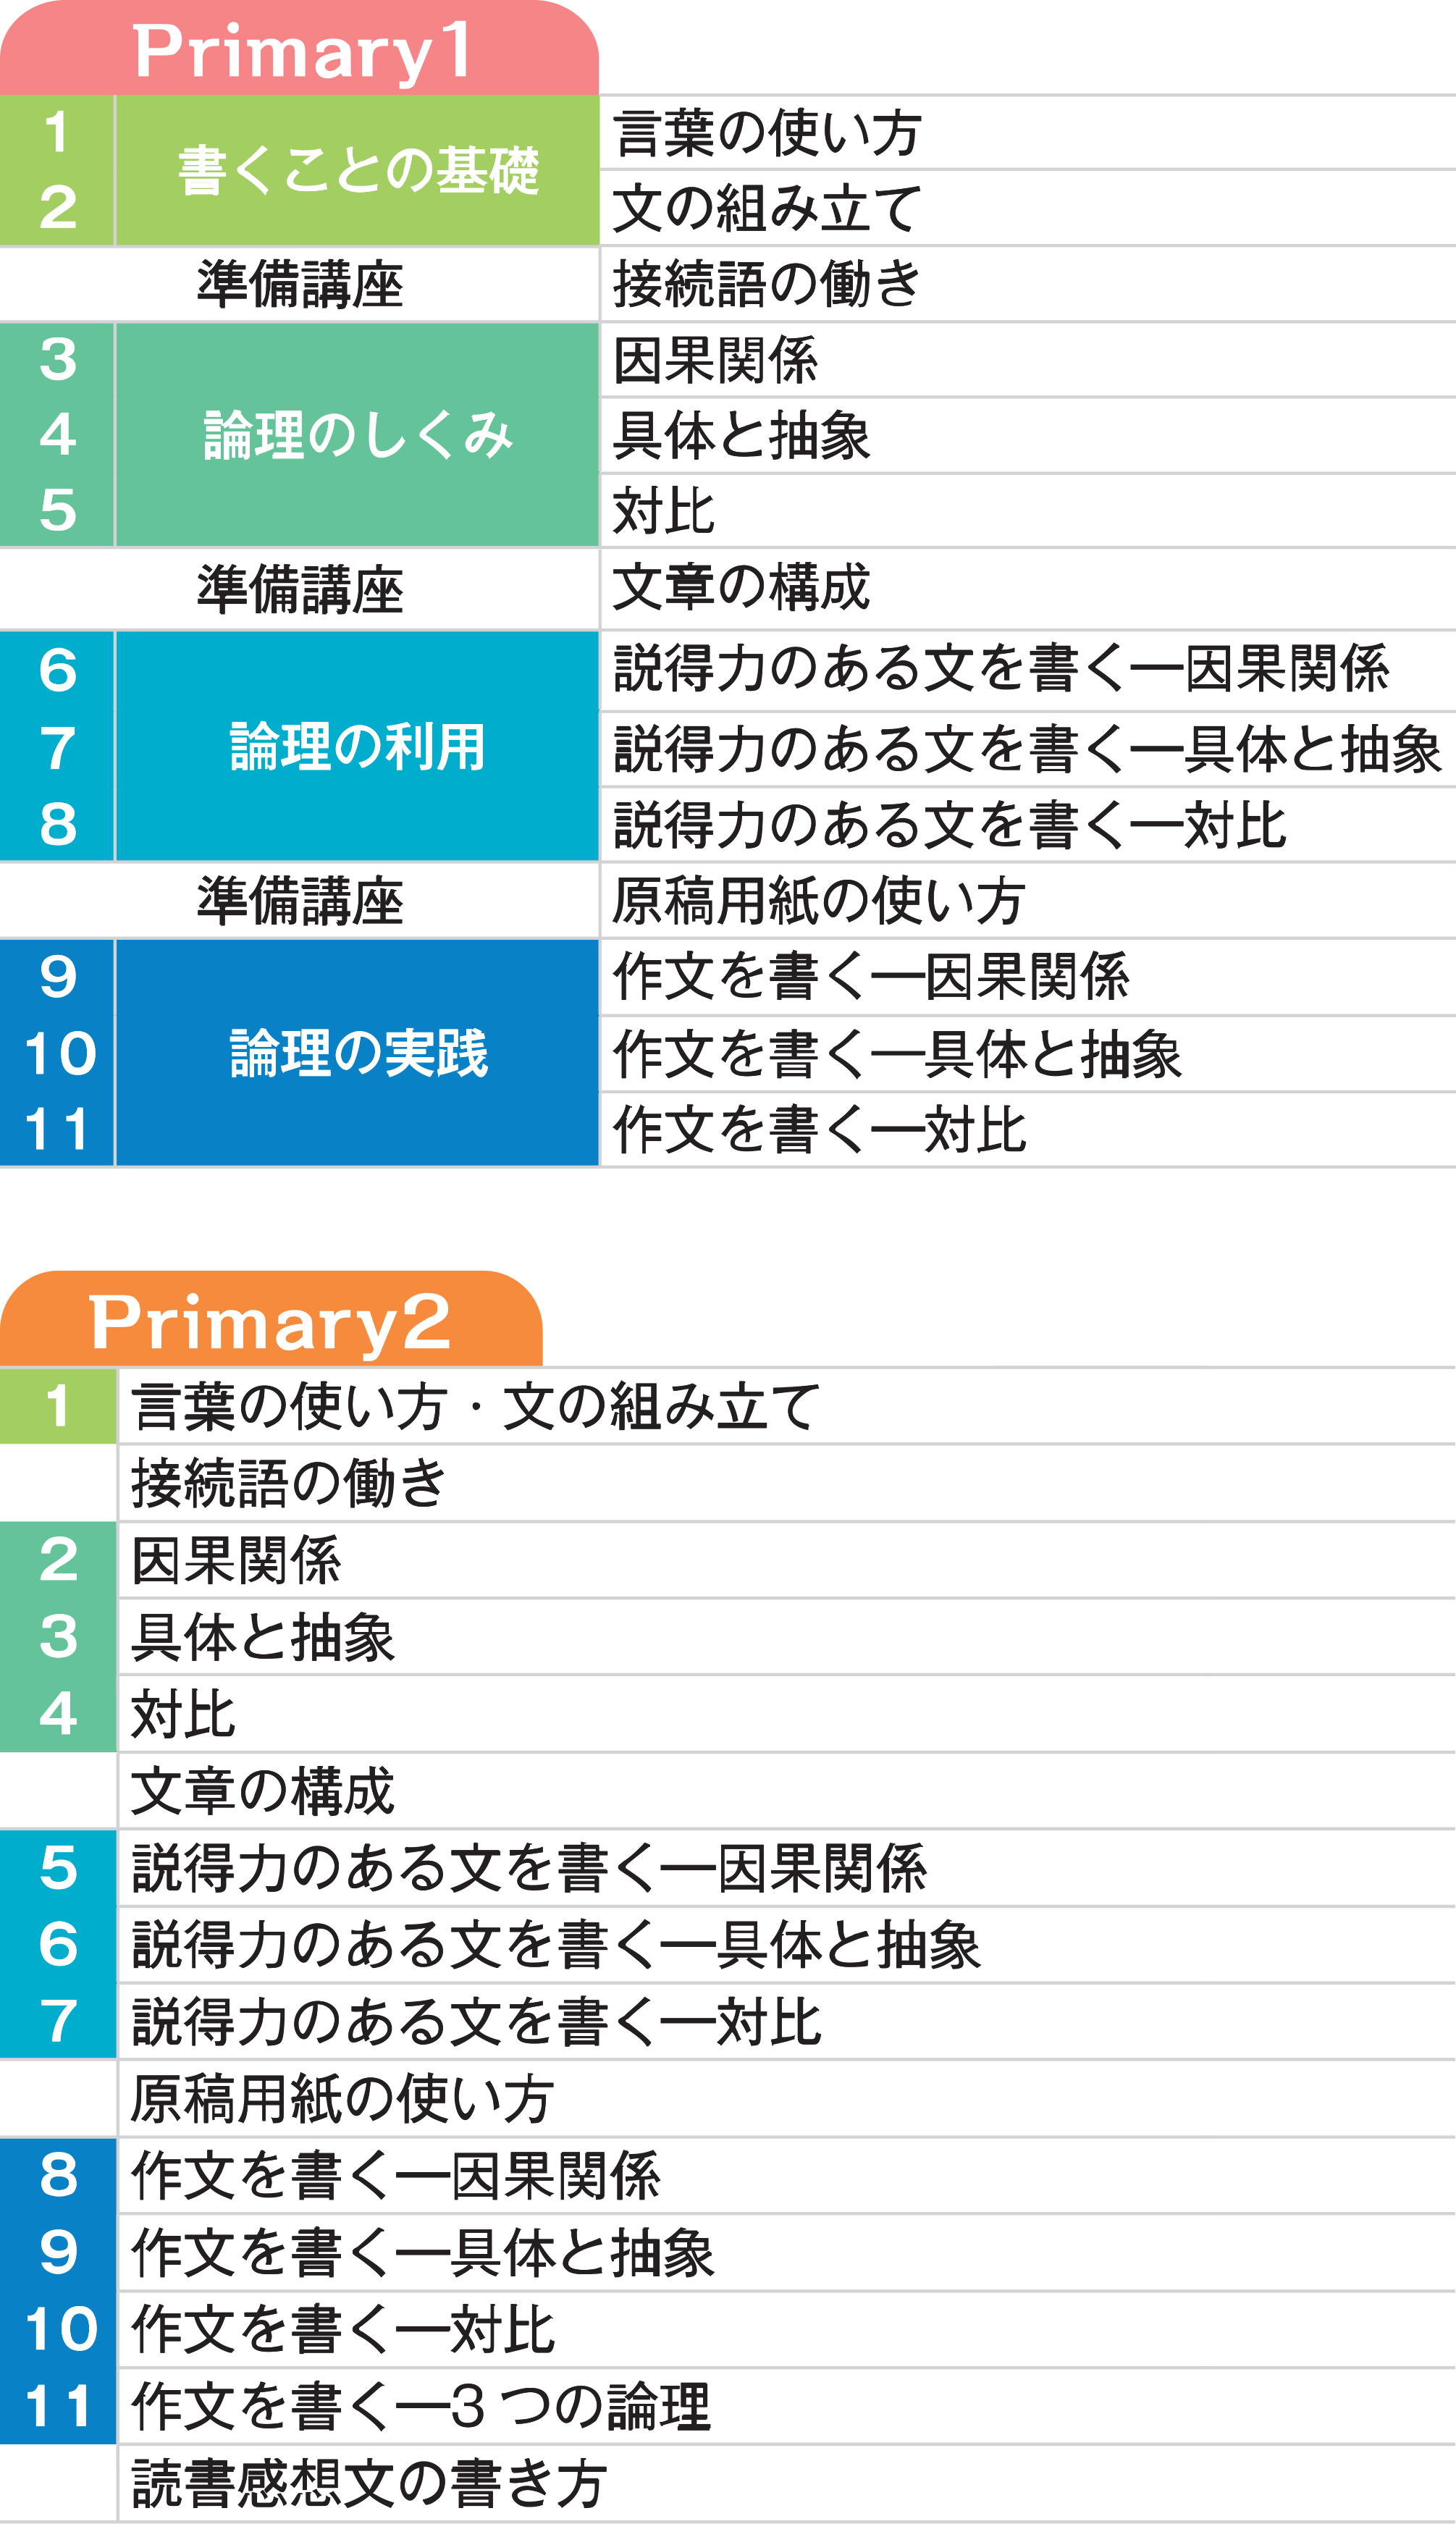 Primary1
1 書くことの基礎 言葉の使い方
2 文の組み立て
準備講座 接続語の働き
3 論理のしくみ 因果関係
4 具体と抽象
5 対比
準備講座 文章の構成
6 論理の利用 説得力のある文を書く―因果関係
7 説得力のある文を書く―具体と抽象
8 説得力のある文を書く―対比
準備講座 原稿用紙の使い方
9 論理の実践 作文を書く―因果関係
10 作文を書く―具体と抽象
11 作文を書く―対比
Primary2
1 言葉の使い方・文の組み立て
接続語の働き
2 因果関係
3 具体と抽象
4 対比
文章の構成
5 説得力のある文を書く―因果関係
6 説得力のある文を書く―具体と抽象
7 説得力のある文を書く―対比
原稿用紙の使い方
8 作文を書く―因果関係
9 作文を書く―具体と抽象
10 作文を書く―対比
11 作文を書く―3つの論理
読書感想文の書き方